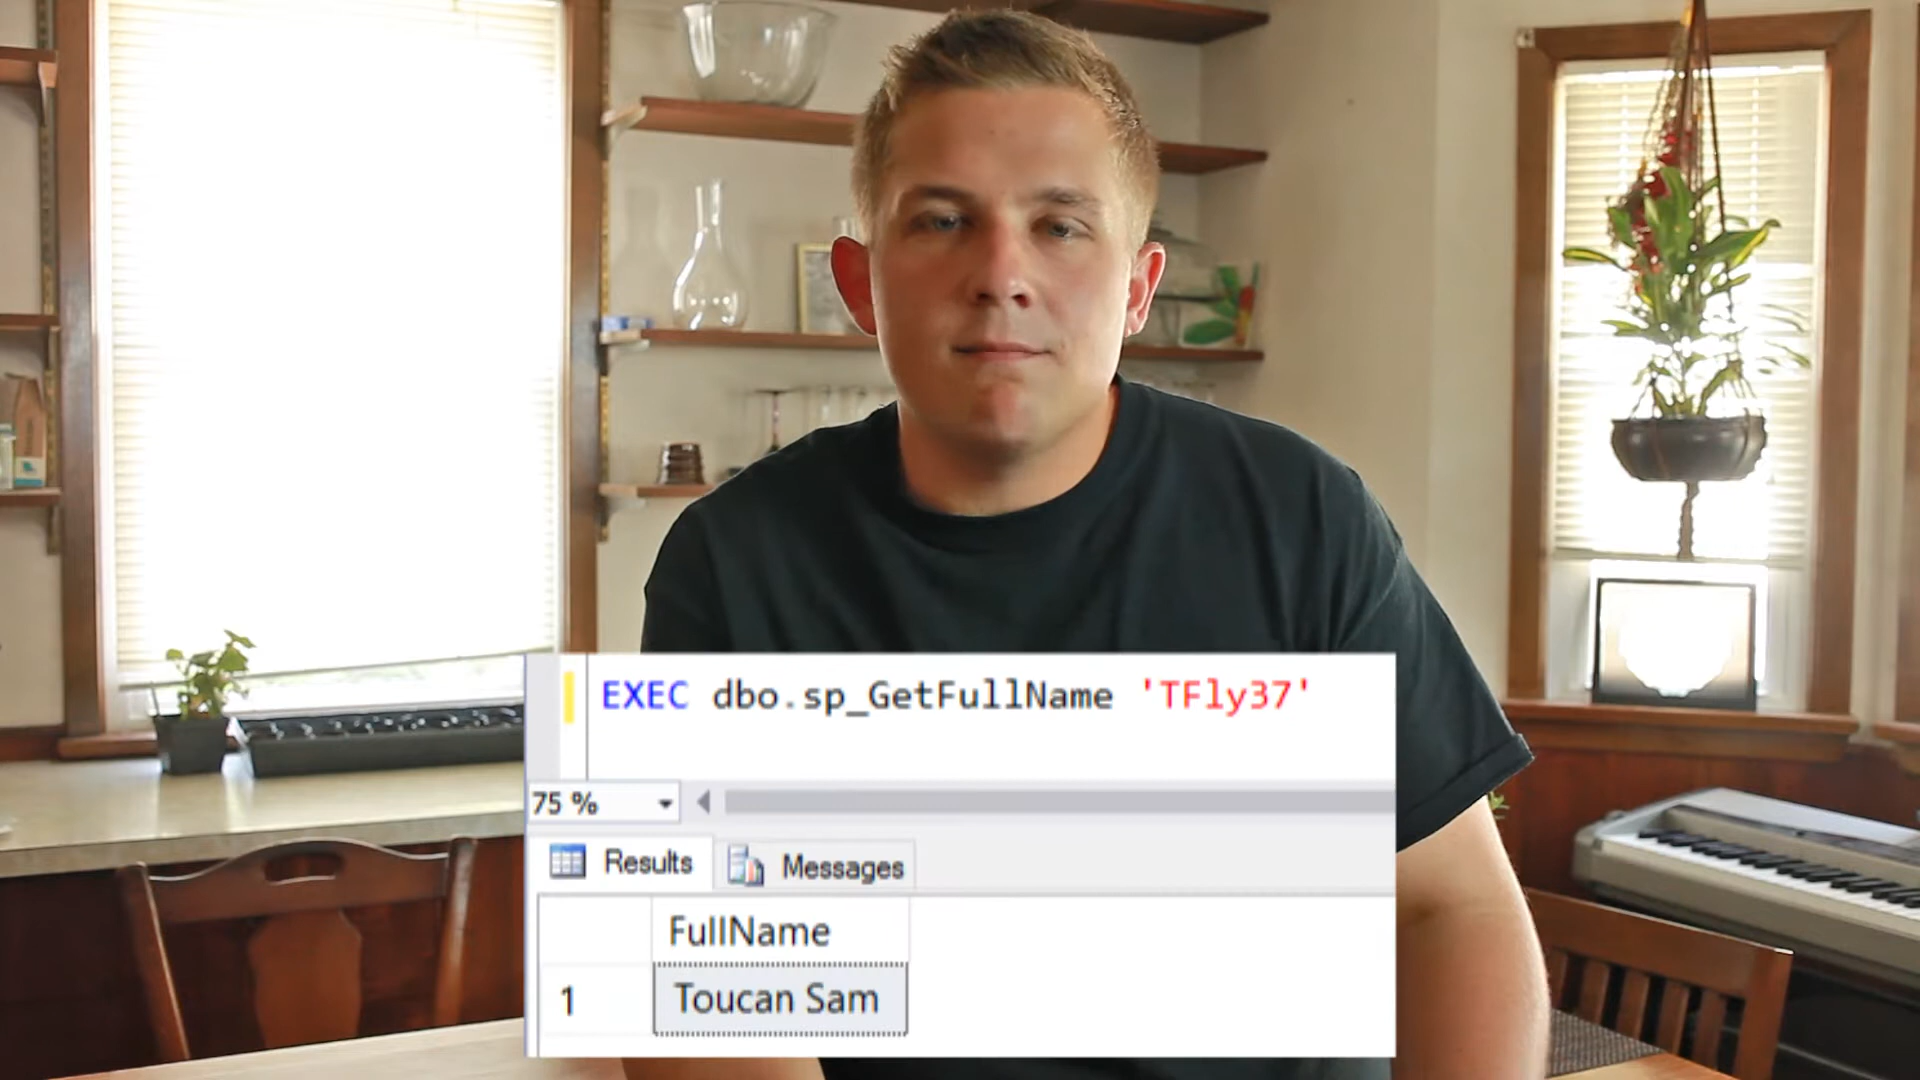 EXEC dbo.sp_GetFullName 'TFly37'
75 %
Results Messages
FullName
1 Toucan Sam